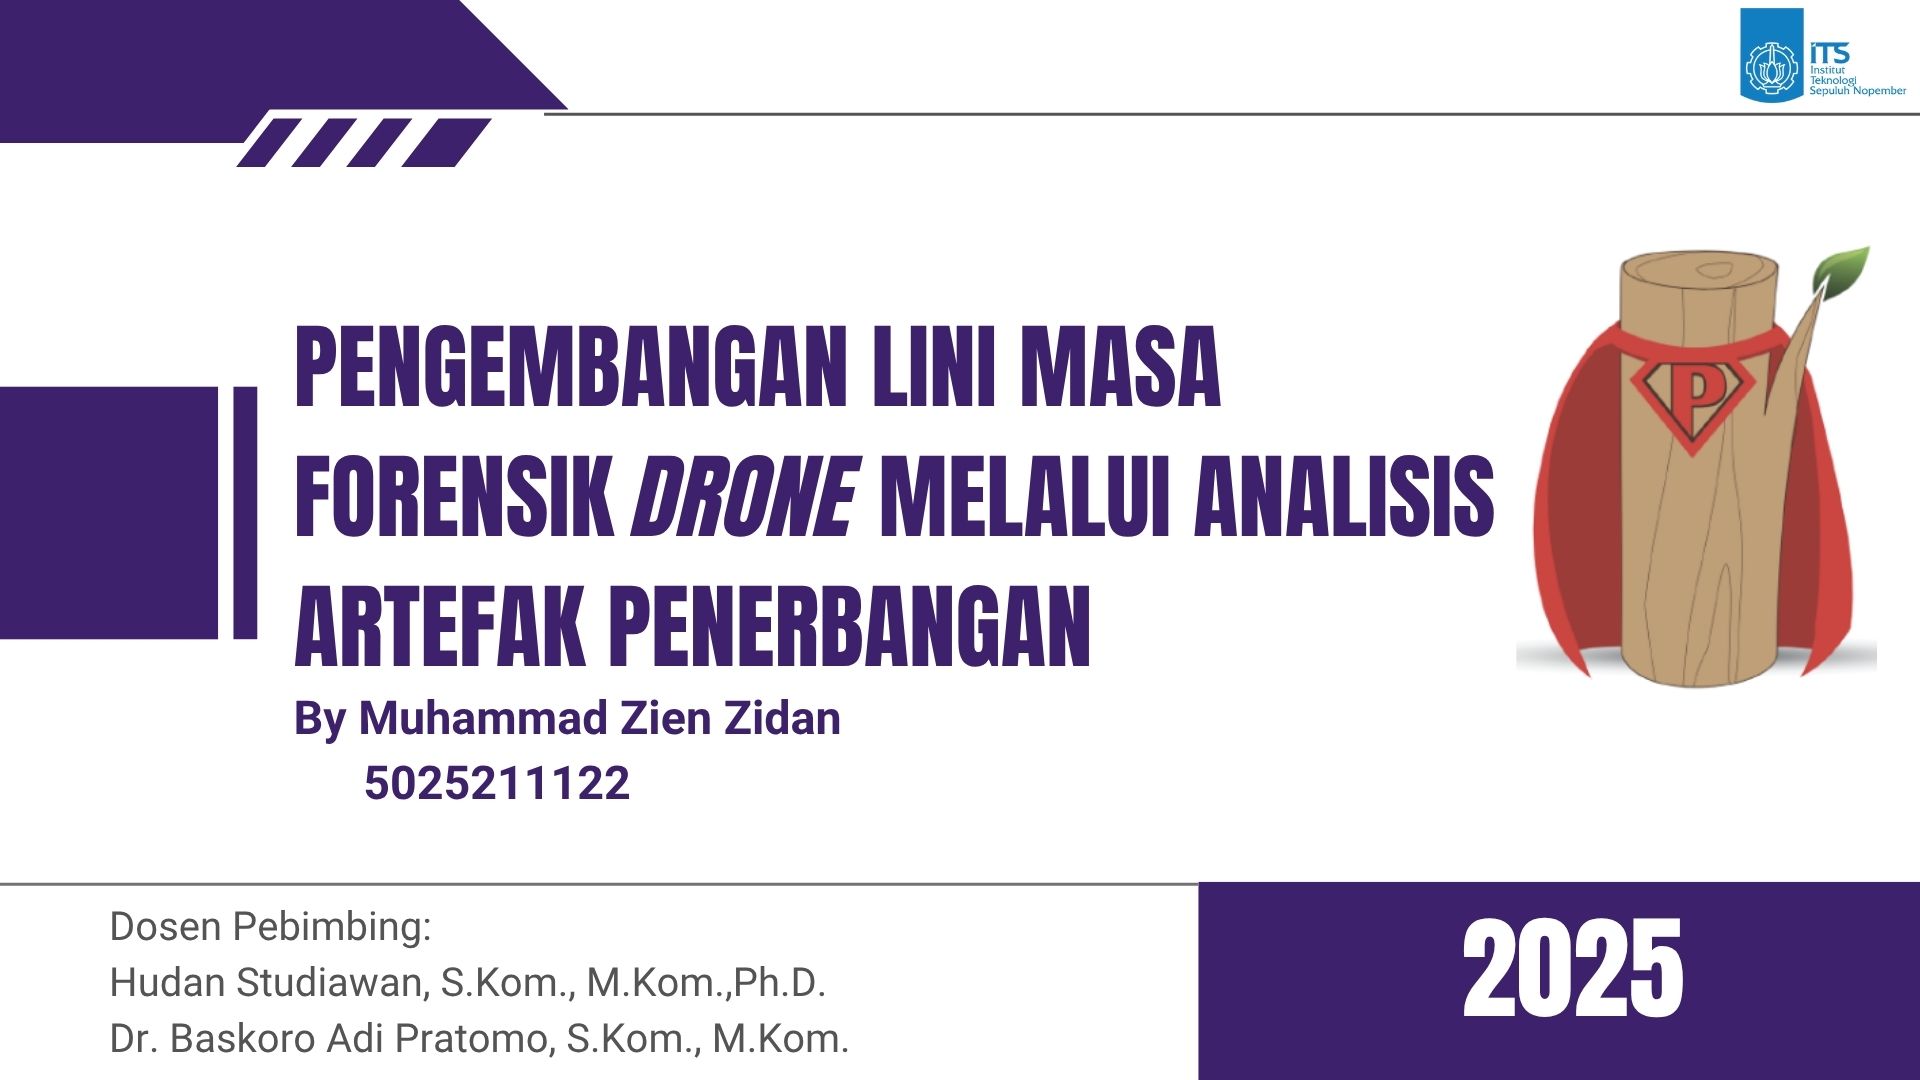 ITS
Institut
Teknologi
Sepuluh Nopember
PENGEMBANGAN LINI MASA
FORENSIK DRONE MELALUI ANALISIS
ARTEFAK PENERBANGAN
P
By Muhammad Zien Zidan
5025211122
Dosen Pebimbing:
Hudan Studiawan, S.Kom., M.Kom.,Ph.D.
Dr. Baskoro Adi Pratomo, S.Kom., M.Kom.
2025